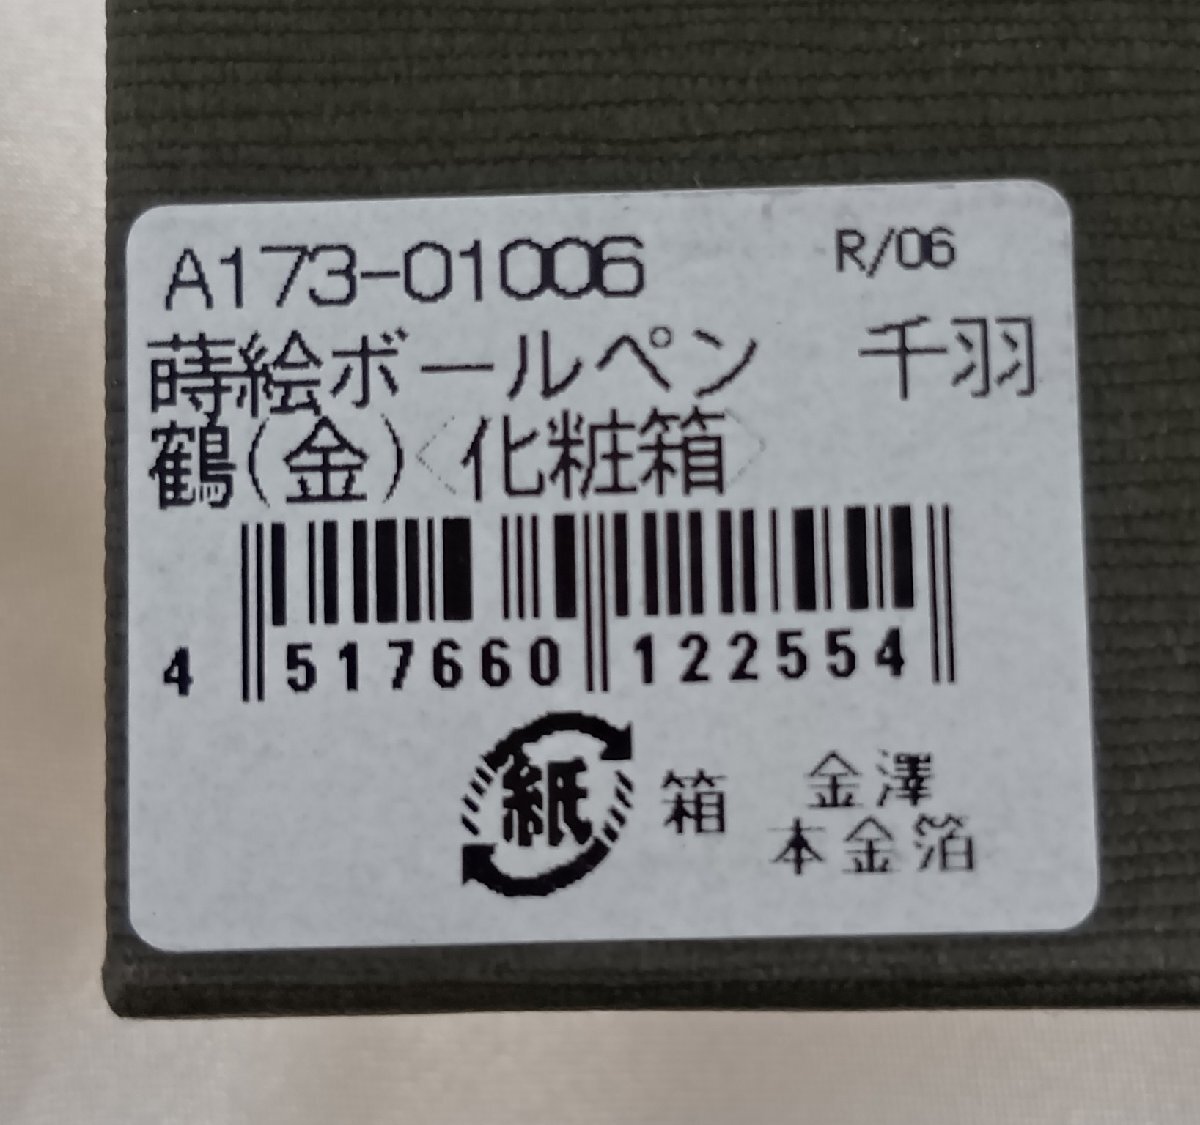 A173-01006 R/06
蒔絵ボールペン 千羽
鶴(金)〈化粧箱〉
4 517660 122554
紙 箱 金澤
本金箔